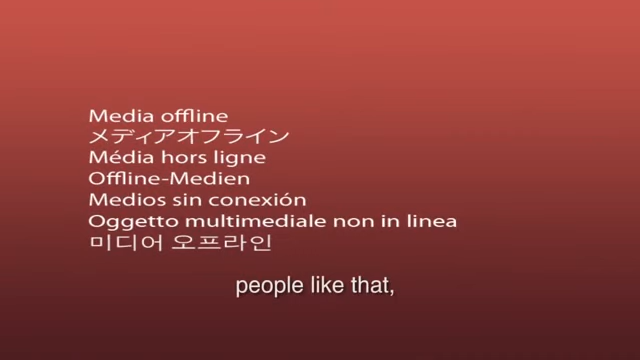 Media offline
メディアオフライン
Média hors ligne
Offline-Medien
Medios sin conexión
Oggetto multimediale non in linea
미디어 오프라인
people like that,